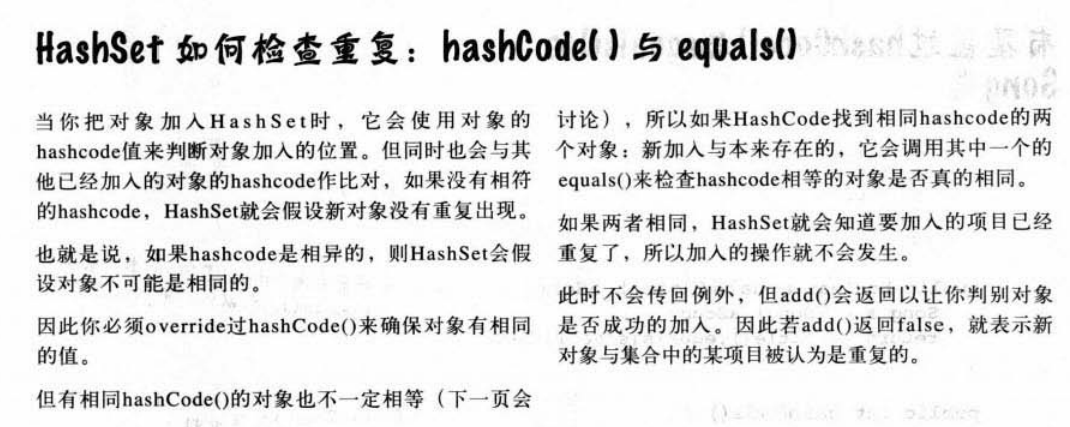 HashSet 如何检查重复：hashCode() 与 equals()
当你把对象加入HashSet时，它会使用对象的
hashcode值来判断对象加入的位置。但同时也会与其
他已经加入的对象的hashcode作比对，如果没有相符
的hashcode，HashSet就会假设新对象没有重复出现。
也就是说，如果hashcode是相异的，则HashSet会假
设对象不可能是相同的。
因此你必须override过hashCode()来确保对象有相同
的值。
但有相同hashCode()的对象也不一定相等（下一页会
讨论），所以如果HashCode找到相同hashcode的两
个对象：新加入与本来存在的，它会调用其中一个的
equals()来检查hashcode相等的对象是否真的相同。
如果两者相同，HashSet就会知道要加入的项目已经
重复了，所以加入的操作就不会发生。
此时不会传回例外，但add()会返回以让你判别对象
是否成功的加入。因此若add()返回false，就表示新
对象与集合中的某项目被认为是重复的。